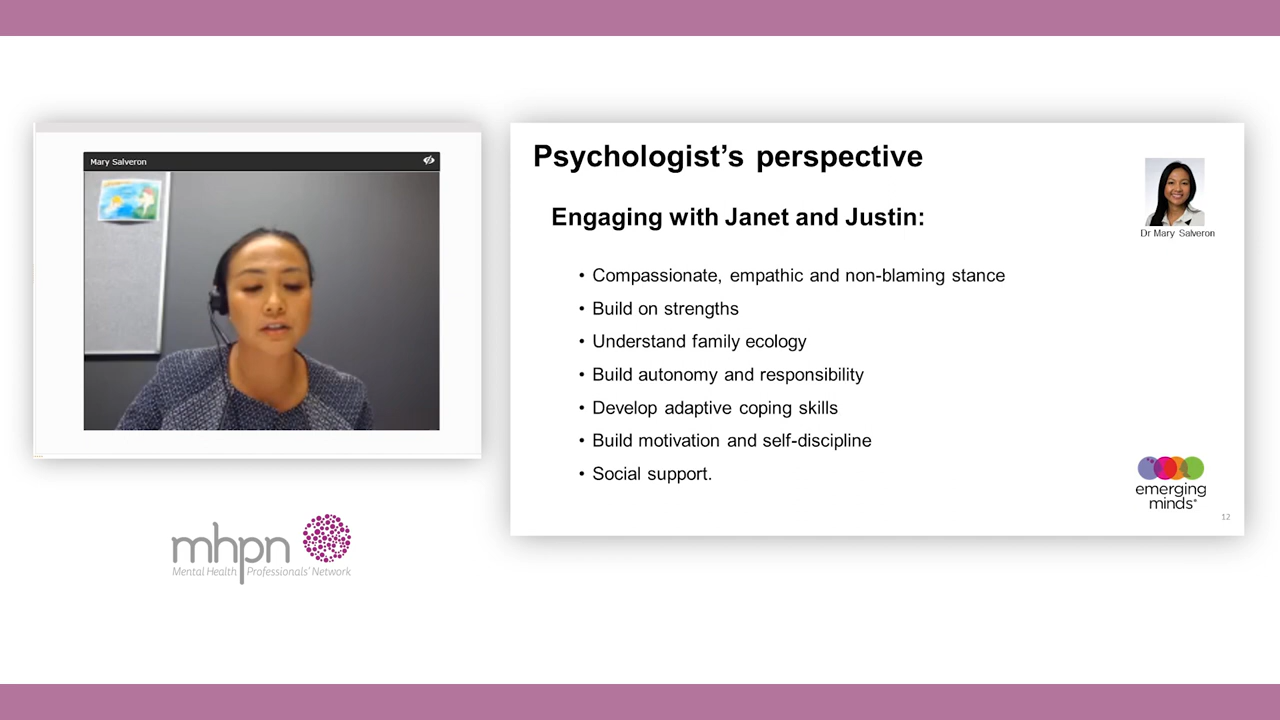 Mary Salveron
Psychologist's perspective
Engaging with Janet and Justin:
• Compassionate, empathic and non-blaming stance
• Build on strengths
• Understand family ecology
• Build autonomy and responsibility
• Develop adaptive coping skills
• Build motivation and self-discipline
• Social support.
Dr Mary Salveron
emerging
minds
12
mhpn
Mental Health Professionals' Network